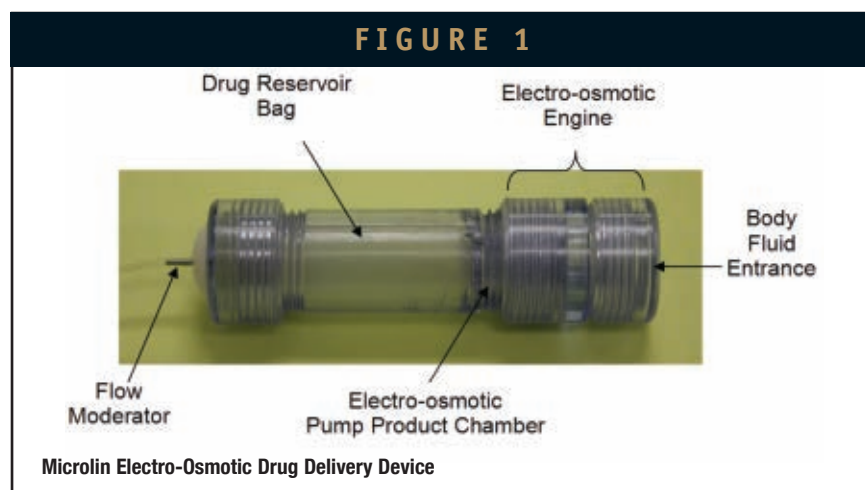 FIGURE 1
Drug Reservoir
Bag
Electro-osmotic
Engine
Body
Fluid
Entrance
Flow
Moderator
Electro-osmotic
Pump Product Chamber
Microlin Electro-Osmotic Drug Delivery Device